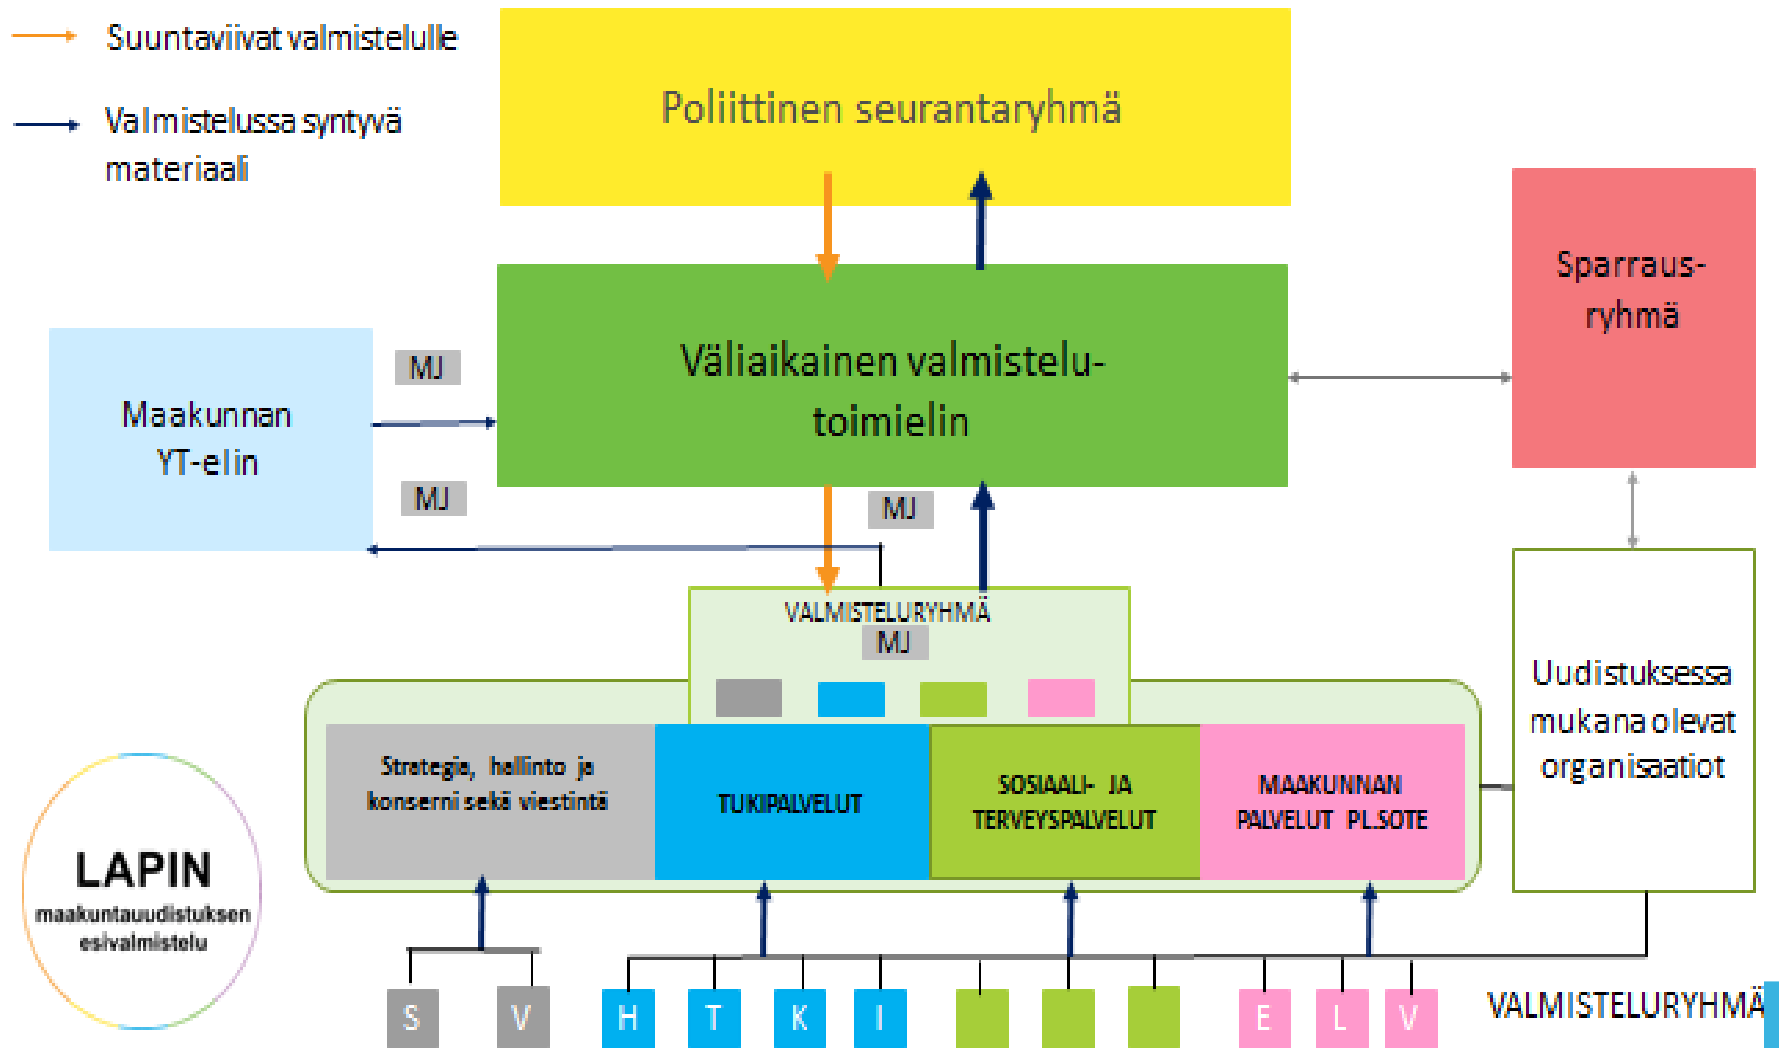 Suuntaviivat valmistelulle
Valmistelussa syntyvä
materiaali
Poliittinen seurantaryhmä
Sparraus-
ryhmä
Väliaikainen valmistelu-
toimielin
MJ
Maakunnan
YT-elin
MJ
MJ
VALMISTELURYHMÄ
MJ
Uudistuksessa
mukana olevat
organisaatiot
Strategia, hallinto ja
konserni sekä viestintä
TUKIPALVELUT
SOSIAALI- JA
TERVEYSPALVELUT
MAAKUNNAN
PALVELUT PL.SOTE
LAPIN
maakuntauudistuksen
esivalmistelu
S V H T K I E L V
VALMISTELURYHMÄ